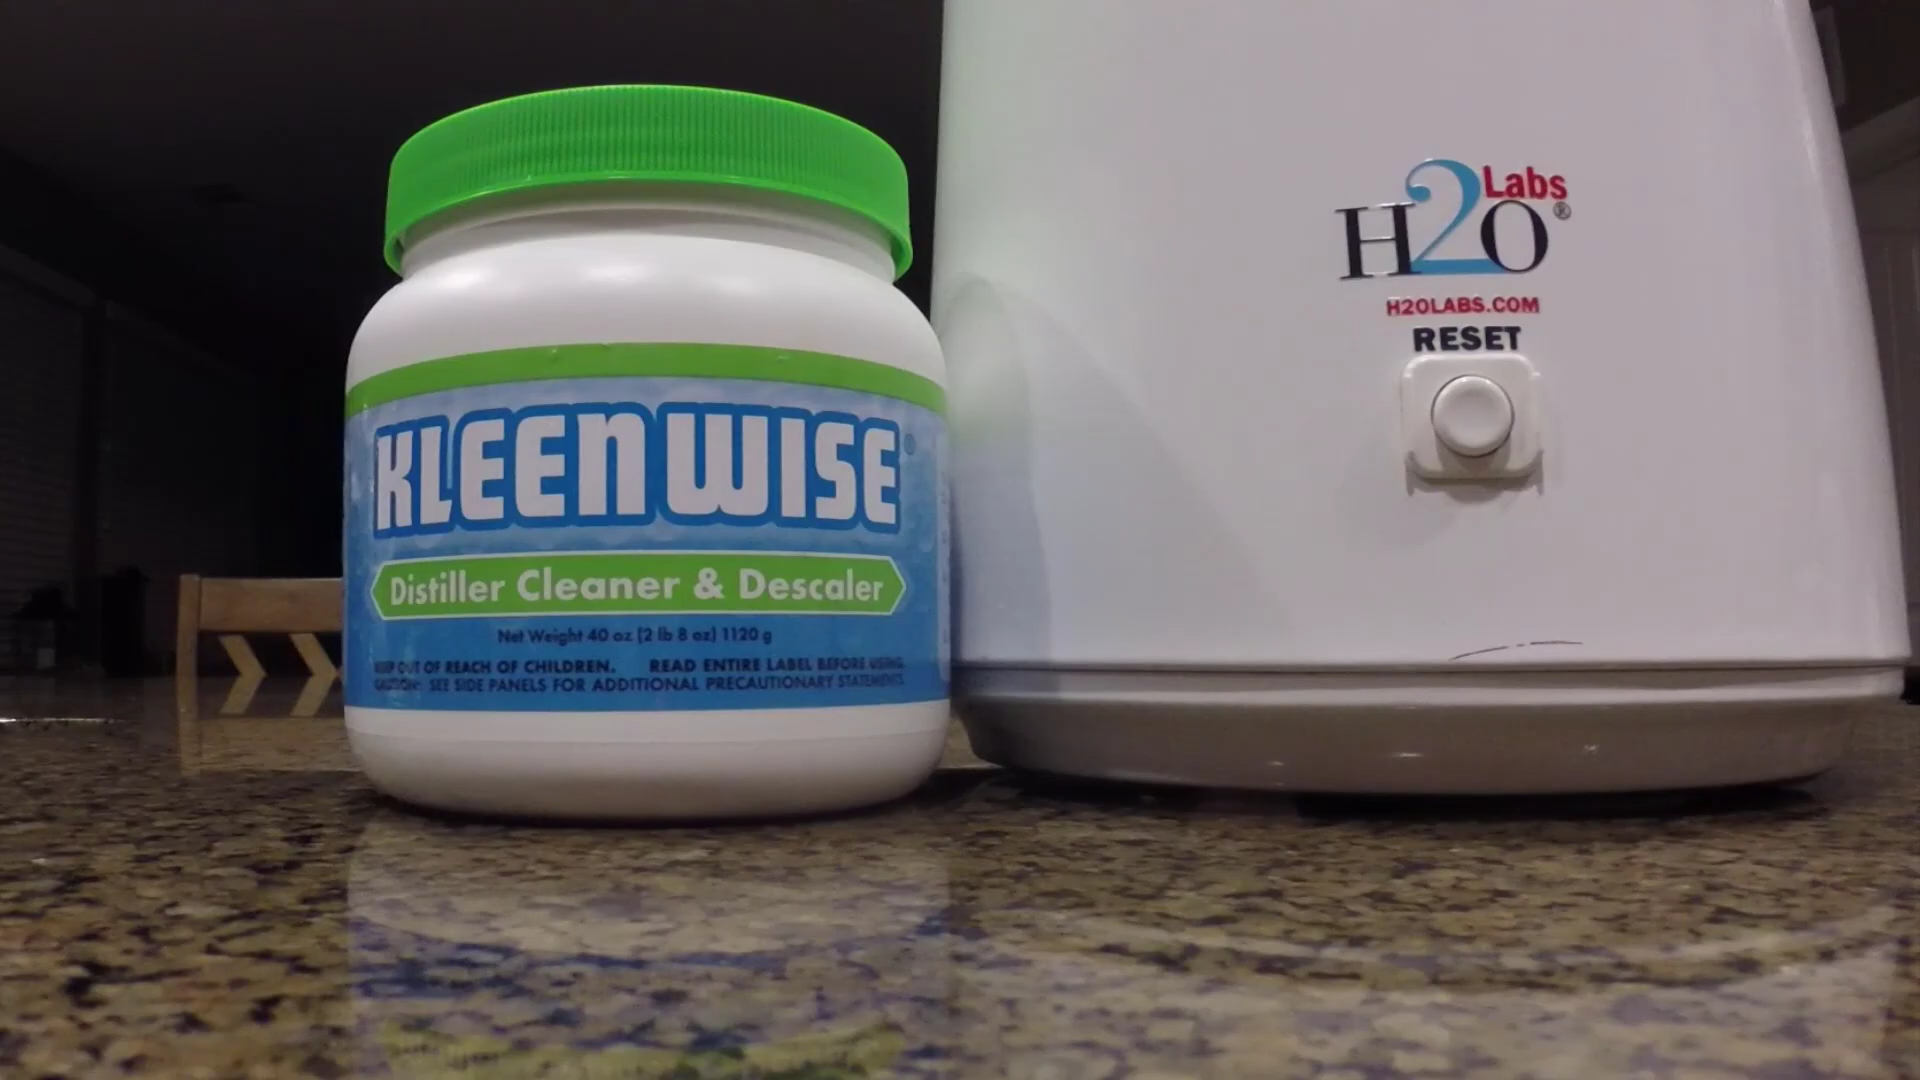 KLEENWISE®
Distiller Cleaner & Descaler
Net Weight 40 oz (2 lb 8 oz) 1120 g
KEEP OUT OF REACH OF CHILDREN. READ ENTIRE LABEL BEFORE USING.
CAUTION: SEE SIDE PANELS FOR ADDITIONAL PRECAUTIONARY STATEMENTS.
H2O Labs®
H2OLABS.COM
RESET